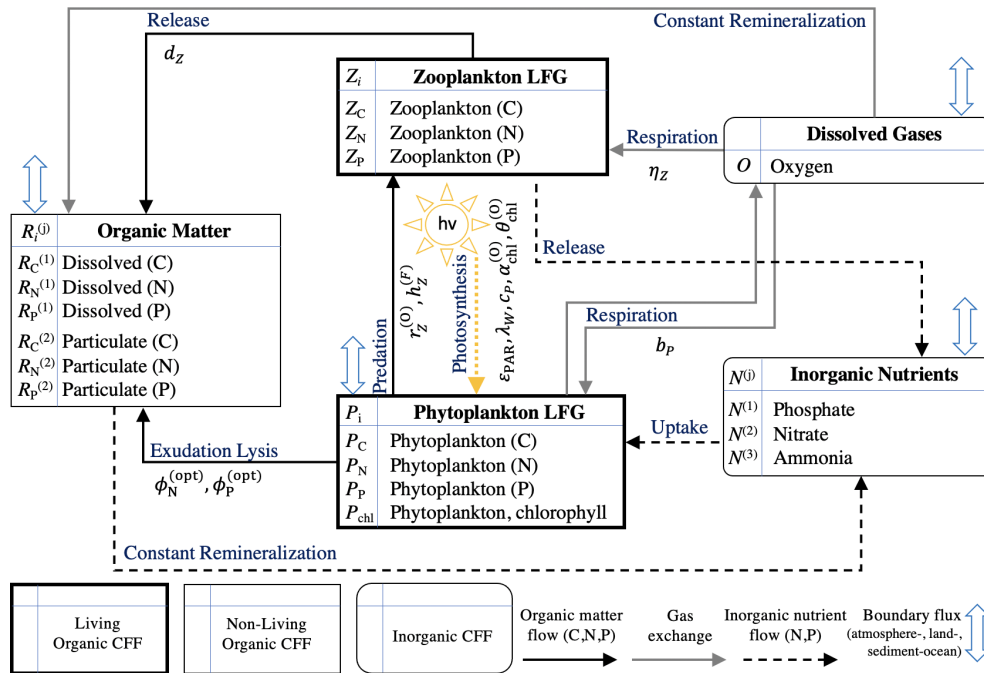 Release
Constant Remineralization
d_Z
Z_i Zooplankton LFG
Z_C Zooplankton (C)
Z_N Zooplankton (N)
Z_P Zooplankton (P)
Respiration
η_Z
Dissolved Gases
O Oxygen
R_i^(j) Organic Matter
R_C^(1) Dissolved (C)
R_N^(1) Dissolved (N)
R_P^(1) Dissolved (P)
R_C^(2) Particulate (C)
R_N^(2) Particulate (N)
R_P^(2) Particulate (P)
hν
Predation
r_Z^(O), h_Z^(F)
Photosynthesis
ε_PAR, λ_W, c_P, α_chl^(O), θ_chl^(O)
Release
Respiration
b_P
P_i Phytoplankton LFG
P_C Phytoplankton (C)
P_N Phytoplankton (N)
P_P Phytoplankton (P)
P_chl Phytoplankton, chlorophyll
Uptake
N^(j) Inorganic Nutrients
N^(1) Phosphate
N^(2) Nitrate
N^(3) Ammonia
Exudation Lysis
ϕ_N^(opt), ϕ_P^(opt)
Constant Remineralization
Living
Organic CFF
Non-Living
Organic CFF
Inorganic CFF
Organic matter
flow (C,N,P)
Gas
exchange
Inorganic nutrient
flow (N,P)
Boundary flux
(atmosphere-, land-,
sediment-ocean)